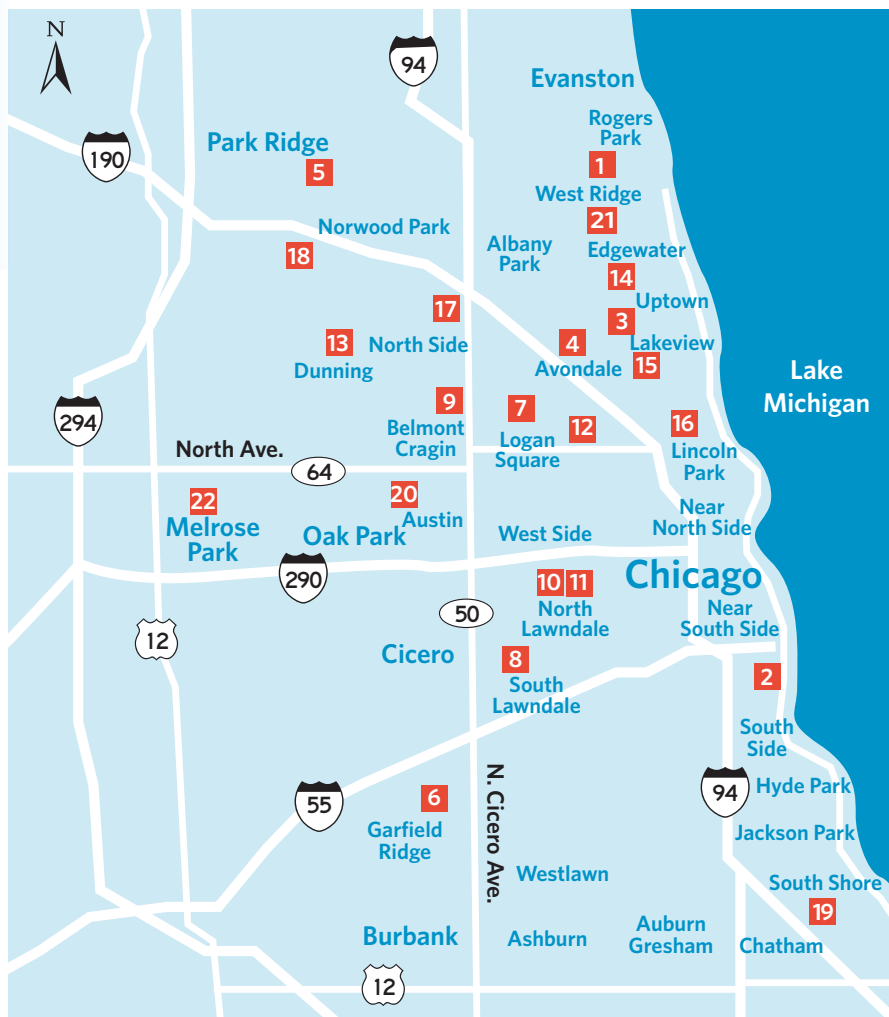 N
94
Evanston
Rogers
Park
190
Park Ridge
5
1
West Ridge
21
Norwood Park
Albany
Park
Edgewater
18
14
Uptown
17
3
13
North Side
4
Lakeview
Dunning
Avondale
15
Lake
Michigan
294
9
7
Belmont
Cragin
12
16
North Ave.
Logan
Square
Lincoln
Park
64
22
20
Austin
Melrose
Park
Oak Park
West Side
Near
North Side
290
Chicago
10
11
North
Lawndale
50
Near
South Side
12
Cicero
8
South
Lawndale
2
South
Side
N. Cicero Ave.
55
6
94
Hyde Park
Garfield
Ridge
Jackson Park
Westlawn
South Shore
19
Burbank
Ashburn
Auburn
Gresham
Chatham
12